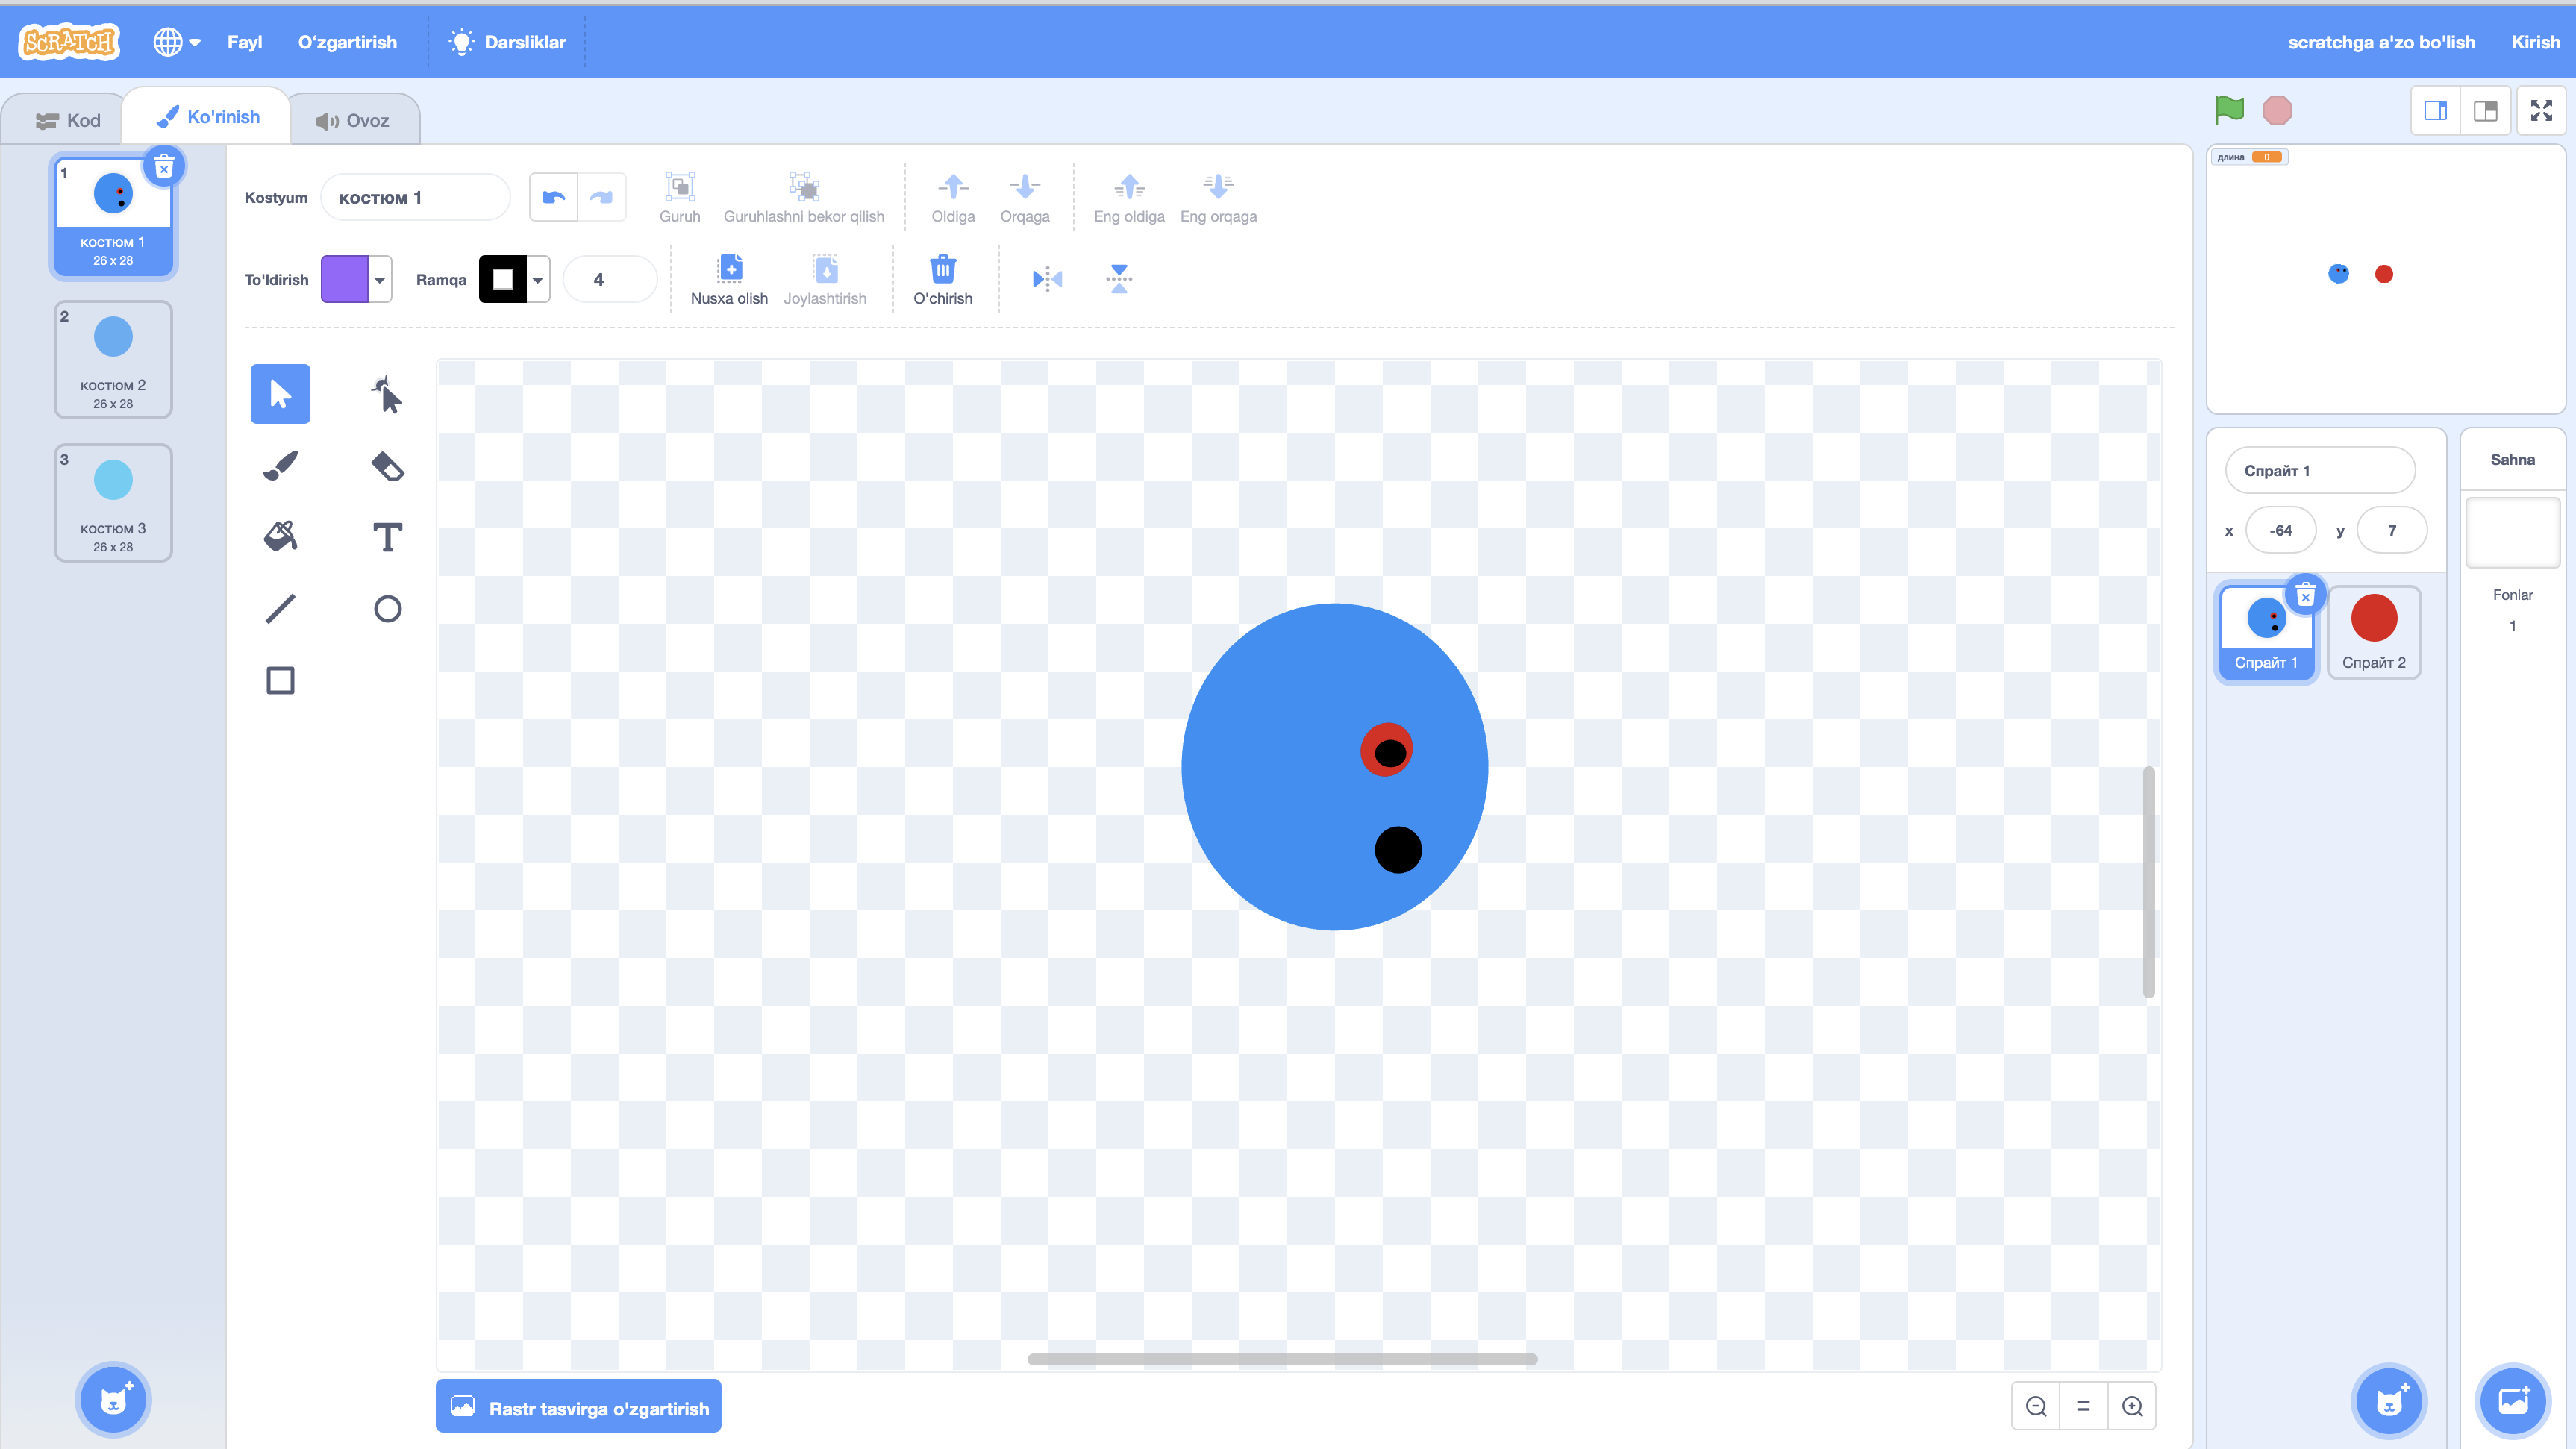 SCRATCH Fayl Oʻzgartirish Darsliklar scratchga a'zo bo'lish Kirish
Kod Ko'rinish Ovoz
1
костюм 1
26 x 28
2
костюм 2
26 x 28
3
костюм 3
26 x 28
Kostyum костюм 1 Guruh Guruhlashni bekor qilish Oldiga Orqaga Eng oldiga Eng orqaga
To'ldirish Ramqa 4 Nusxa olish Joylashtirish O'chirish
Rastr tasvirga o'zgartirish
длина 0
Спрайт 1
x -64 y 7
Спрайт 1 Спрайт 2
Sahna
Fonlar
1